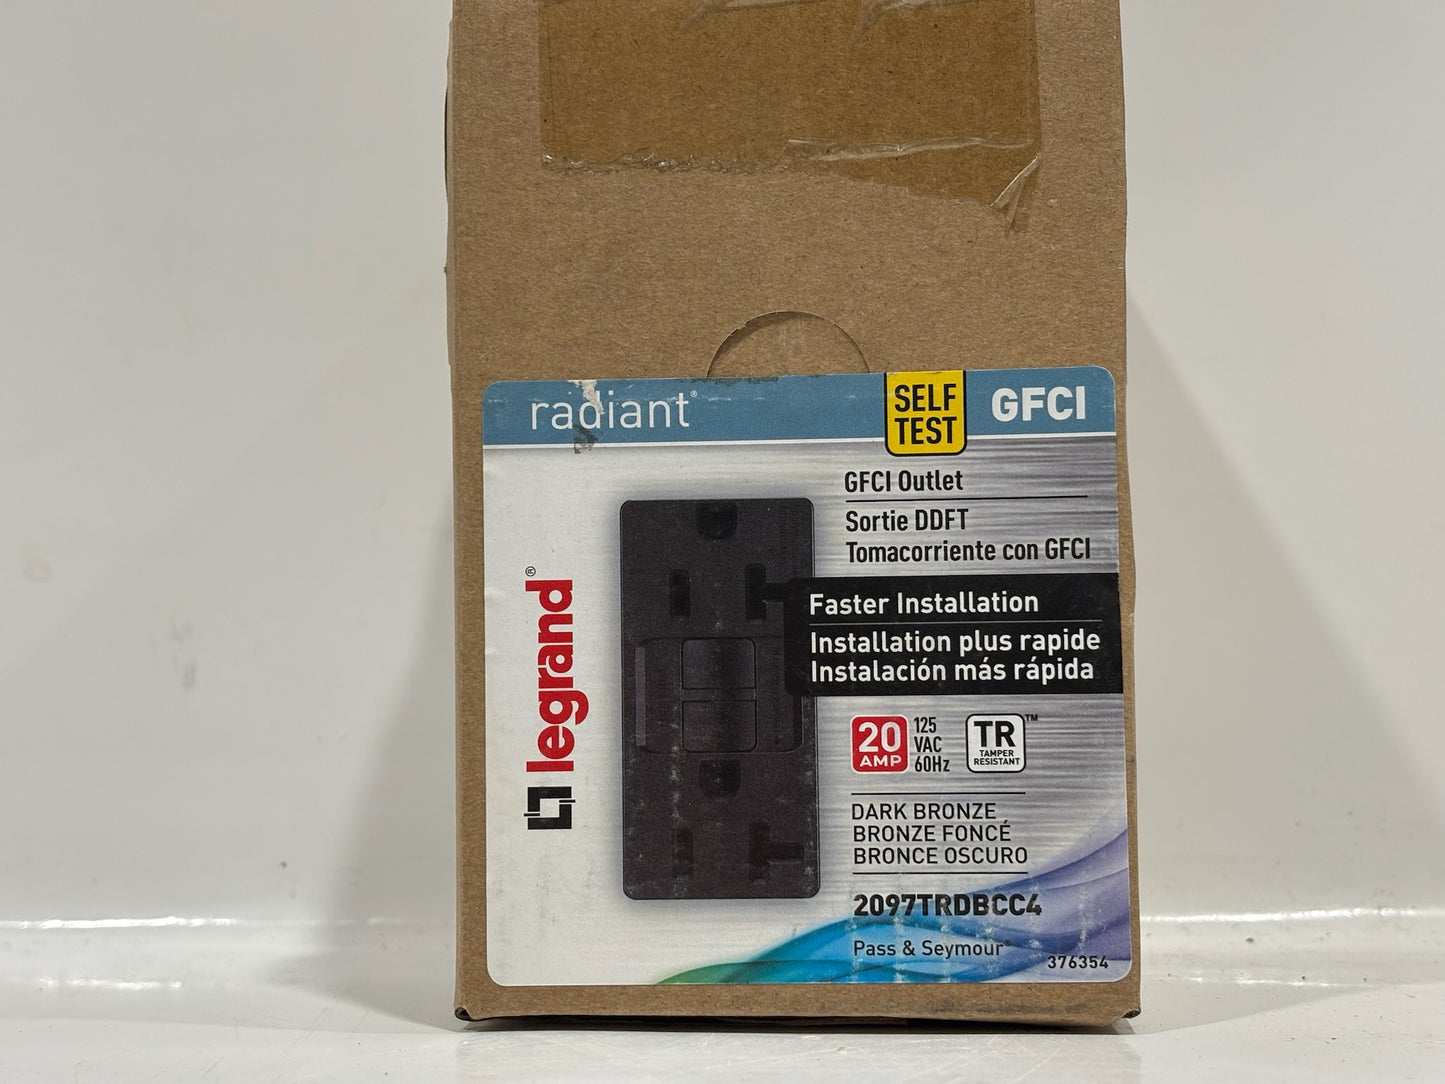 radiant®
SELF
TEST
GFCI
GFCI Outlet
Sortie DDFT
Tomacorriente con GFCI
legrand®
Faster Installation
Installation plus rapide
Instalación más rápida
20
AMP
125
VAC
60Hz
TR™
TAMPER
RESISTANT
DARK BRONZE
BRONZE FONCÉ
BRONCE OSCURO
2097TRDBCC4
Pass & Seymour®
376354